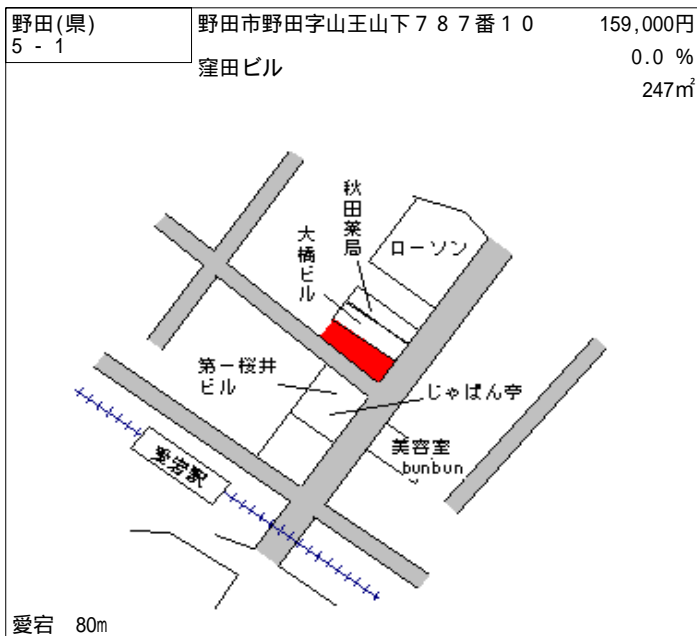 野田(県)
5 - 1
野田市野田字山王山下７８７番１０
159,000円
窪田ビル
0.0 %
247㎡
秋田薬局
大橋ビル
ローソン
第一桜井
ビル
じゃぱん亭
美容室
bunbun
愛宕駅
愛宕 80m